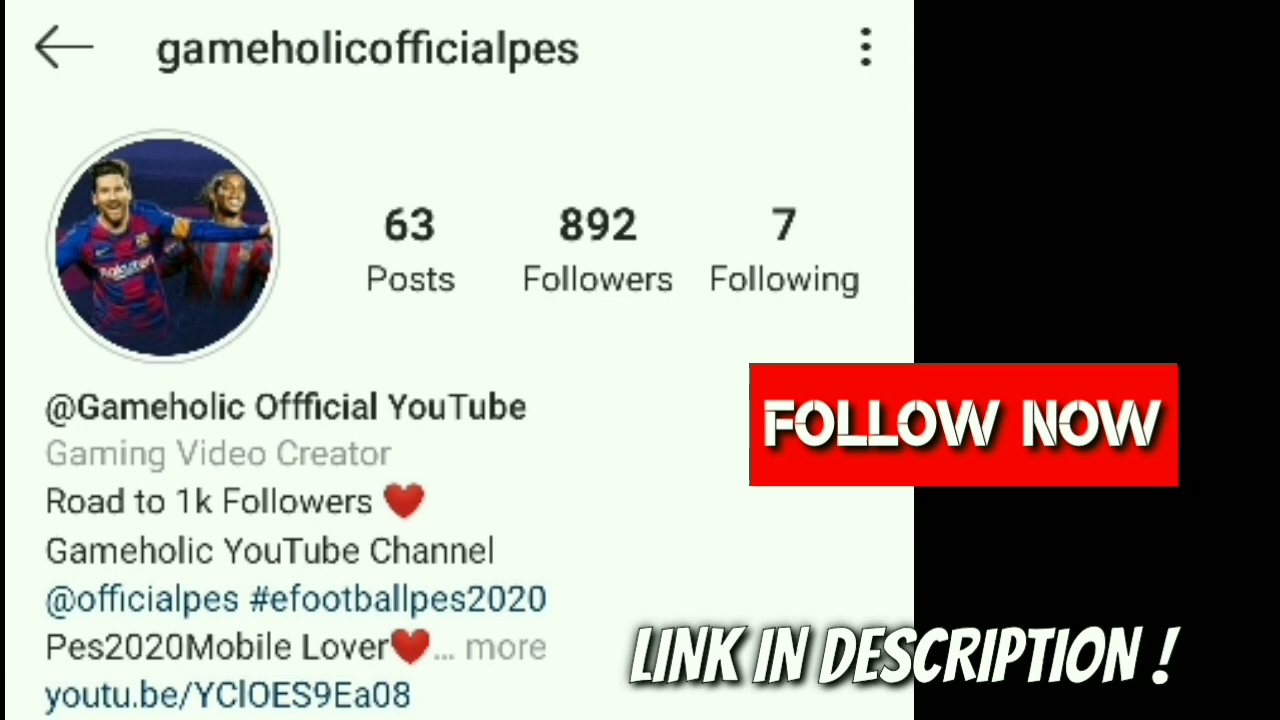 gameholicofficialpes
63 892 7
Posts Followers Following
Rakuten
@Gameholic Offficial YouTube
Gaming Video Creator
Road to 1k Followers ❤️
Gameholic YouTube Channel
@officialpes #efootballpes2020
Pes2020Mobile Lover❤️... more
youtu.be/YClOES9Ea08
FOLLOW NOW
LINK IN DESCRIPTION !